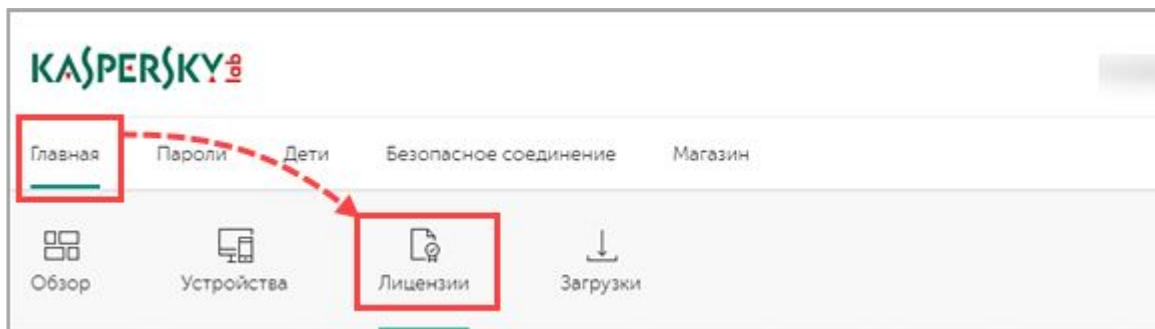 KASPERSKY lab
Главная Пароли Дети Безопасное соединение Магазин
Обзор Устройства Лицензии Загрузки